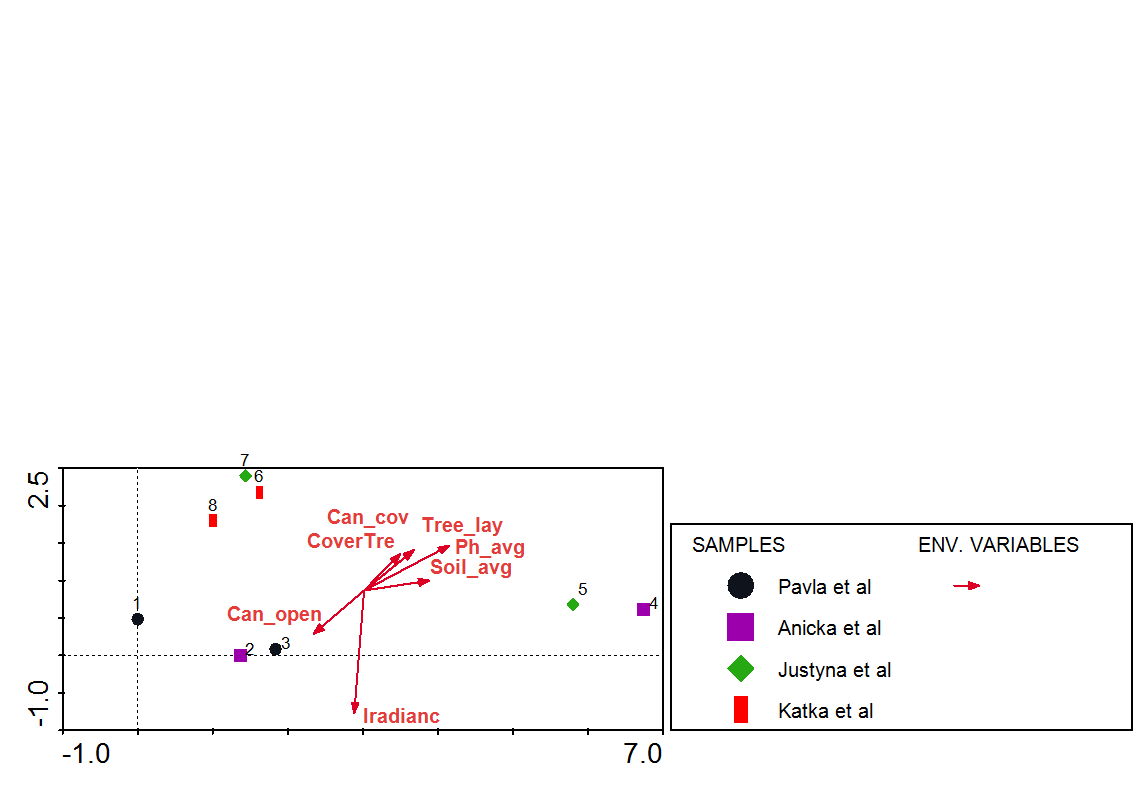 2.5
-1.0
-1.0
7.0
7
6
8
Can_cov
Tree_lay
CoverTre
Ph_avg
Soil_avg
5
4
1
Can_open
2
3
Iradianc
SAMPLES
ENV. VARIABLES
Pavla et al
Anicka et al
Justyna et al
Katka et al